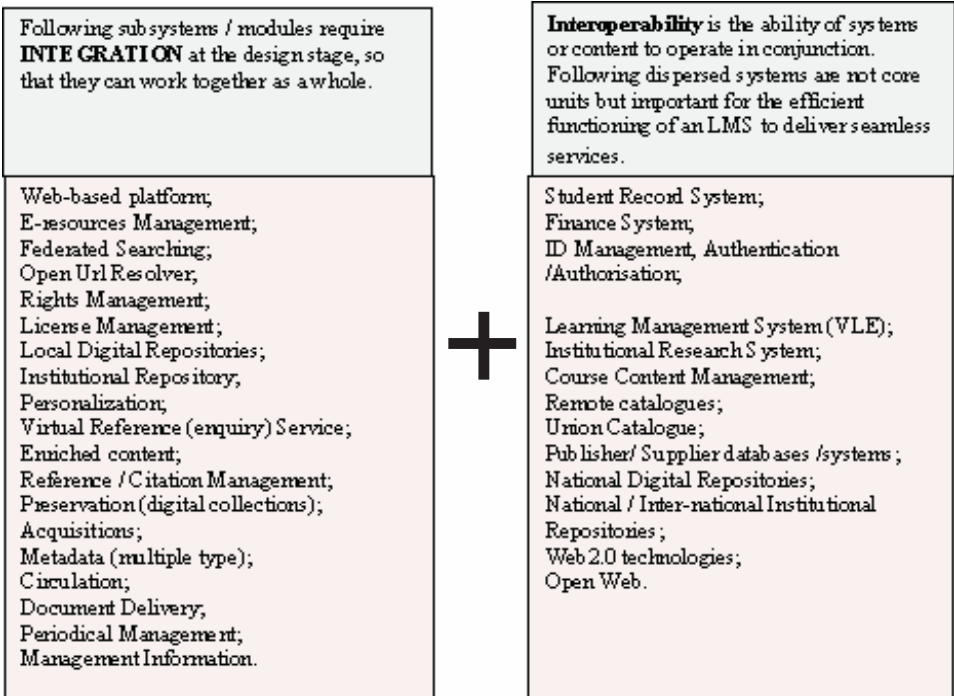 Following subsystems / modules require
INTEGRATION at the design stage, so
that they can work together as a whole.
Web-based platform;
E-resources Management;
Federated Searching;
Open Url Resolver;
Rights Management;
License Management;
Local Digital Repositories;
Institutional Repository;
Personalization;
Virtual Reference (enquiry) Service;
Enriched content;
Reference / Citation Management;
Preservation (digital collections);
Acquisitions;
Metadata (multiple type);
Circulation;
Document Delivery;
Periodical Management;
Management Information.
+
Interoperability is the ability of systems
or content to operate in conjunction.
Following dispersed systems are not core
units but important for the efficient
functioning of an LMS to deliver seamless
services.
Student Record System;
Finance System;
ID Management, Authentication
/Authorisation;
Learning Management System (VLE);
Institutional Research System;
Course Content Management;
Remote catalogues;
Union Catalogue;
Publisher/ Supplier databases /systems;
National Digital Repositories;
National / Inter-national Institutional
Repositories;
Web2.0 technologies;
Open Web.